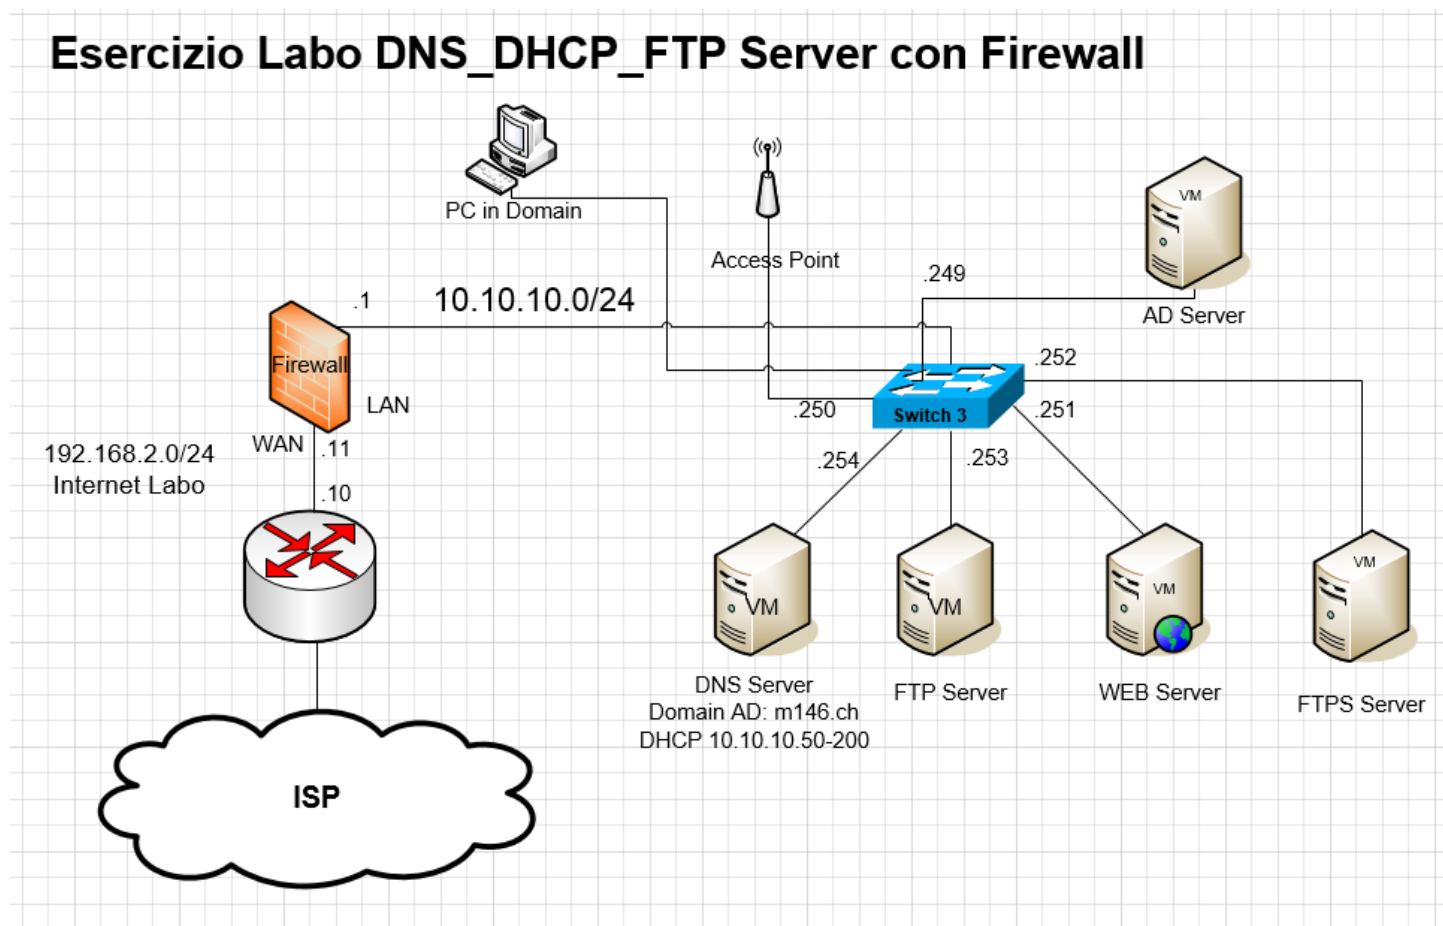 Esercizio Labo DNS_DHCP_FTP Server con Firewall
PC in Domain
Access Point
VM
AD Server
.249
.1
10.10.10.0/24
Firewall
LAN
WAN
.11
192.168.2.0/24
Internet Labo
.10
.252
.250
Switch 3
.251
.254
.253
VM
DNS Server
Domain AD: m146.ch
DHCP 10.10.10.50-200
VM
FTP Server
VM
WEB Server
VM
FTPS Server
ISP